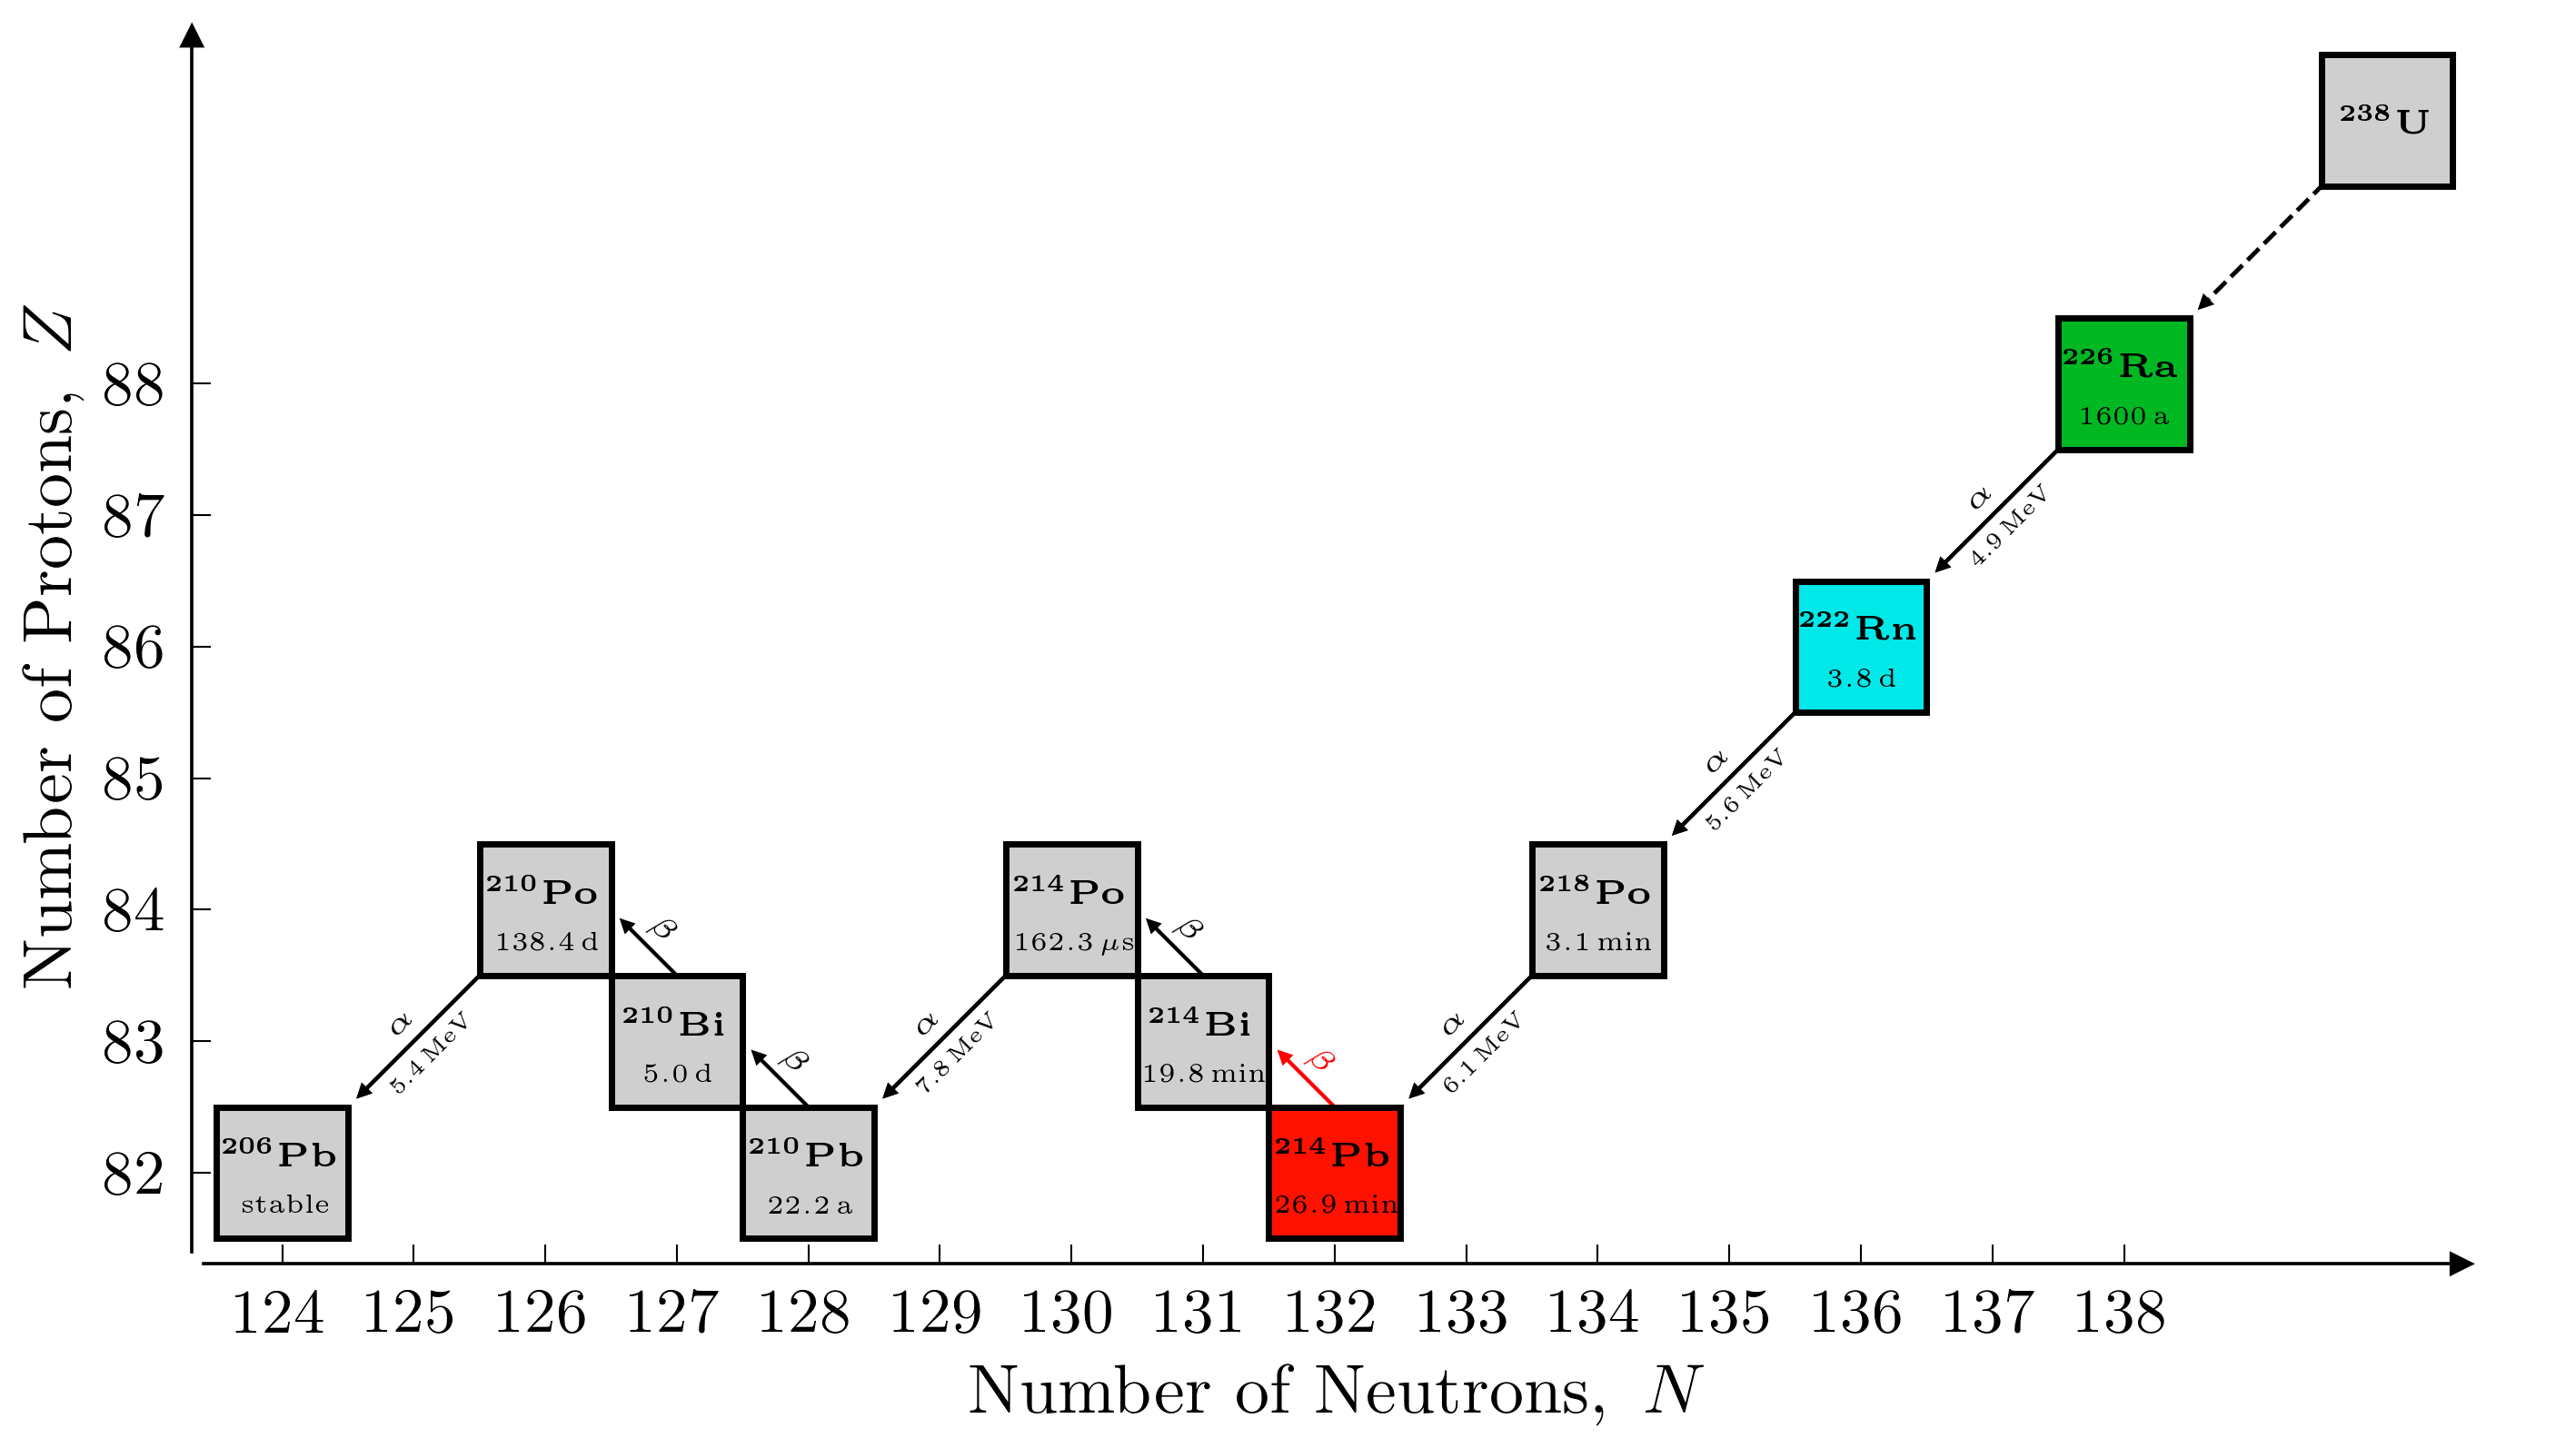 Number of Protons, Z
88
87
86
85
84
83
82
²³⁸U
²²⁶Ra
1600 a
α
4.9 MeV
²²²Rn
3.8 d
α
5.6 MeV
²¹⁰Po
138.4 d
β
²¹⁴Po
162.3 μs
β
²¹⁸Po
3.1 min
α
5.4 MeV
²¹⁰Bi
5.0 d
β
α
7.8 MeV
²¹⁴Bi
19.8 min
β
α
6.1 MeV
²⁰⁶Pb
stable
²¹⁰Pb
22.2 a
²¹⁴Pb
26.9 min
124 125 126 127 128 129 130 131 132 133 134 135 136 137 138
Number of Neutrons, N